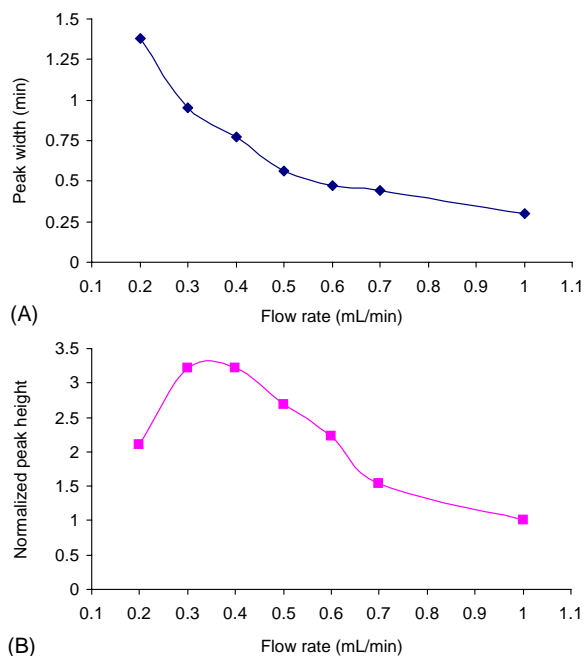 1.5
1.25
1
0.75
0.5
0.25
0
Peak width (min)
0.1 0.2 0.3 0.4 0.5 0.6 0.7 0.8 0.9 1 1.1
(A)
Flow rate (mL/min)
3.5
3
2.5
2
1.5
1
0.5
0
Normalized peak height
0.1 0.2 0.3 0.4 0.5 0.6 0.7 0.8 0.9 1 1.1
(B)
Flow rate (mL/min)